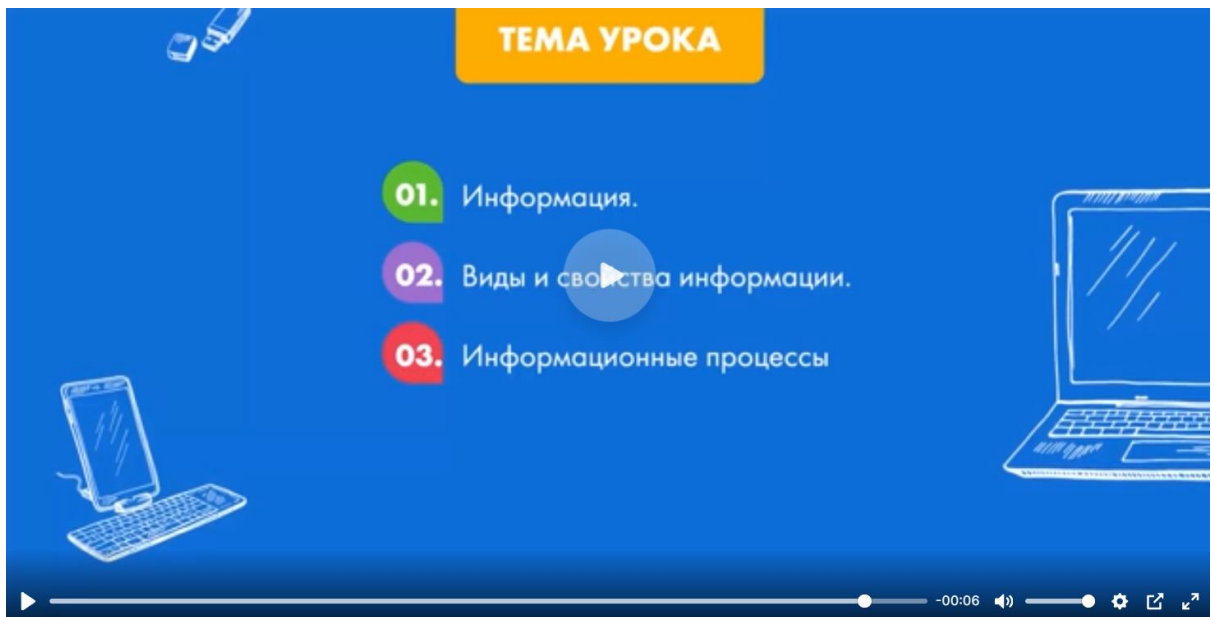 ТЕМА УРОКА
01. Информация.
02. Виды и свойства информации.
03. Информационные процессы
-00:06